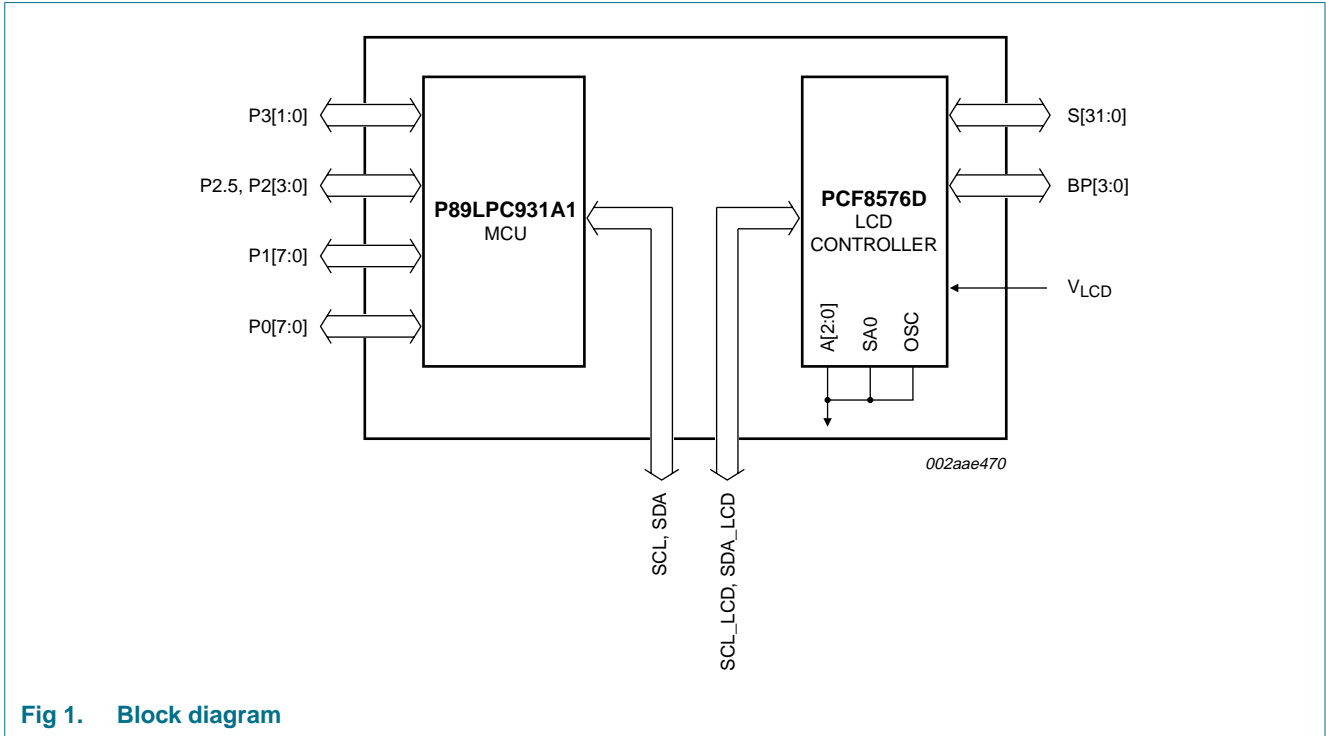 P3[1:0]
P2.5, P2[3:0]
P1[7:0]
P0[7:0]
P89LPC931A1
MCU
PCF8576D
LCD
CONTROLLER
A[2:0]
SA0
OSC
S[31:0]
BP[3:0]
VLCD
002aae470
SCL, SDA
SCL_LCD, SDA_LCD
Fig 1. Block diagram